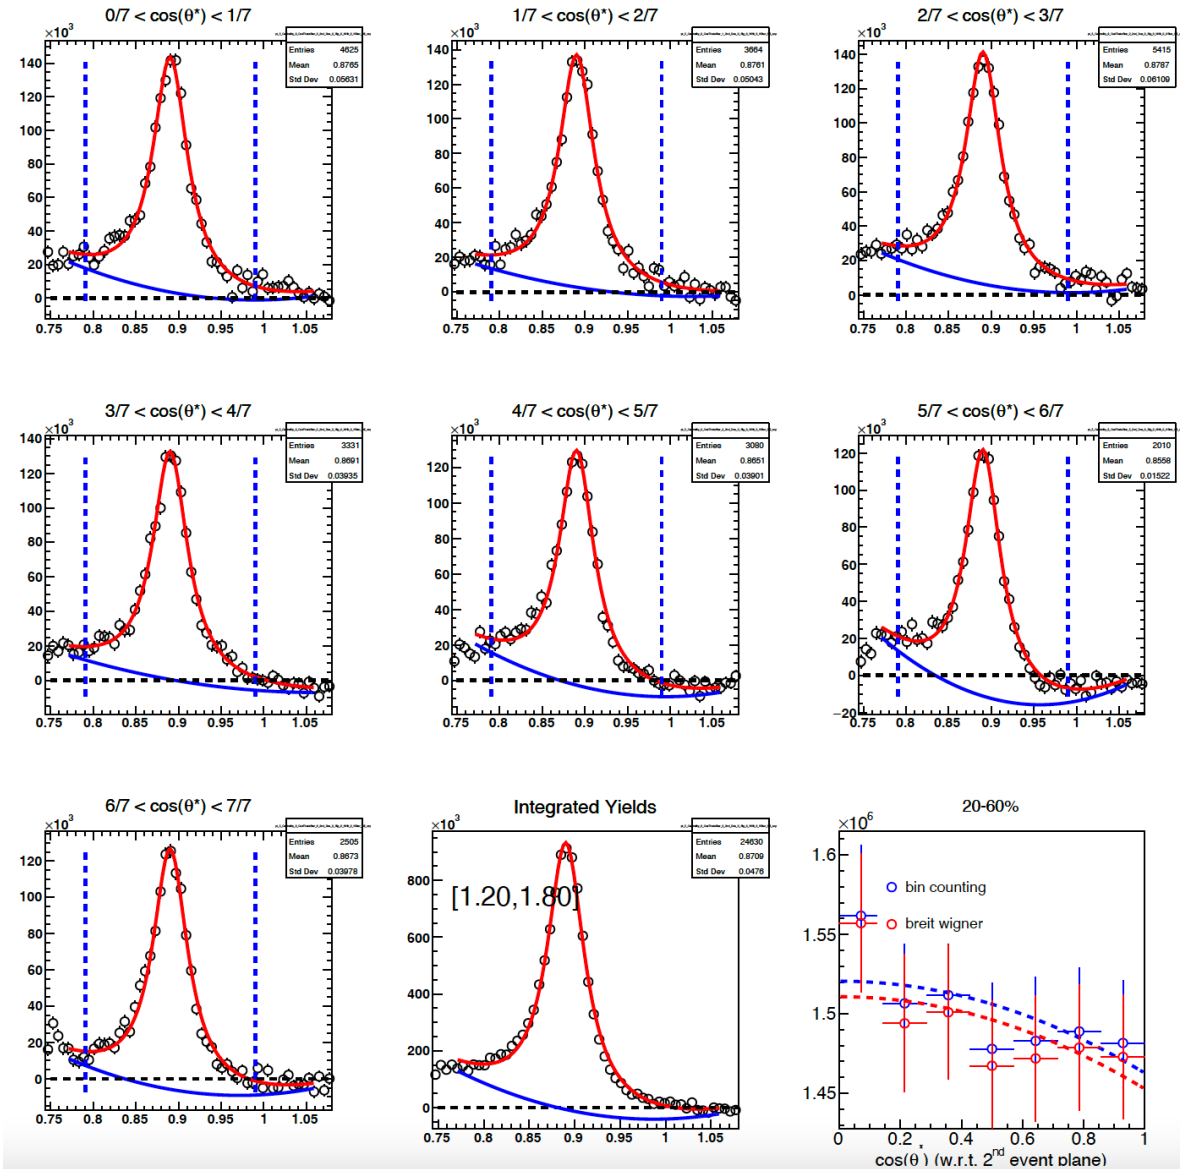 0/7 < cos(θ*) < 1/7
×10³
Entries 4625
Mean 0.8765
Std Dev 0.05631
140
120
100
80
60
40
20
0
0.75 0.8 0.85 0.9 0.95 1 1.05
1/7 < cos(θ*) < 2/7
×10³
Entries 3664
Mean 0.8761
Std Dev 0.05043
140
120
100
80
60
40
20
0
0.75 0.8 0.85 0.9 0.95 1 1.05
2/7 < cos(θ*) < 3/7
×10³
Entries 5415
Mean 0.8787
Std Dev 0.06109
140
120
100
80
60
40
20
0
0.75 0.8 0.85 0.9 0.95 1 1.05
3/7 < cos(θ*) < 4/7
×10³
Entries 3331
Mean 0.8691
Std Dev 0.03935
140
120
100
80
60
40
20
0
0.75 0.8 0.85 0.9 0.95 1 1.05
4/7 < cos(θ*) < 5/7
×10³
Entries 3080
Mean 0.8651
Std Dev 0.03901
120
100
80
60
40
20
0
0.75 0.8 0.85 0.9 0.95 1 1.05
5/7 < cos(θ*) < 6/7
×10³
Entries 2010
Mean 0.8558
Std Dev 0.01522
120
100
80
60
40
20
0
−20
0.75 0.8 0.85 0.9 0.95 1 1.05
6/7 < cos(θ*) < 7/7
×10³
Entries 2505
Mean 0.8673
Std Dev 0.03978
120
100
80
60
40
20
0
0.75 0.8 0.85 0.9 0.95 1 1.05
Integrated Yields
×10³
Entries 24630
Mean 0.8709
Std Dev 0.0476
[1.20,1.80]
800
600
400
200
0
0.75 0.8 0.85 0.9 0.95 1 1.05
20-60%
×10⁶
1.6
1.55
1.5
1.45
bin counting
breit wigner
0 0.2 0.4 0.6 0.8 1
cos(θ* (w.r.t. 2nd event plane)